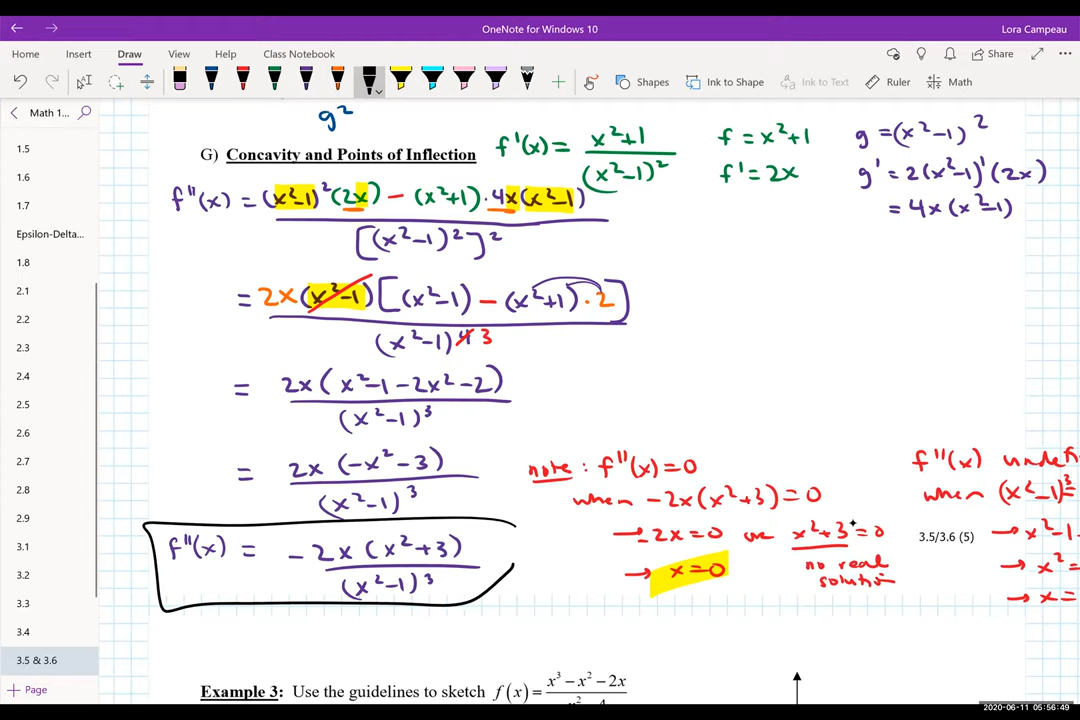 OneNote for Windows 10
Lora Campeau
Home Insert Draw View Help Class Notebook Share
Shapes Ink to Shape Ink to Text Ruler Math
Math 1...
1.5
1.6
1.7
Epsilon-Delta...
1.8
2.1
2.2
2.3
2.4
2.5
2.6
2.7
2.8
2.9
3.1
3.2
3.3
3.4
3.5 & 3.6
Page
g²
G) Concavity and Points of Inflection
f'(x) = (x²+1)/(x²-1)²
f = x²+1
f' = 2x
g = (x²-1)²
g' = 2(x²-1)¹(2x)
= 4x(x²-1)
f''(x) = (x²-1)²(2x) - (x²+1)·4x(x²-1) / [(x²-1)²]²
= 2x(x²-1)[(x²-1) - (x²+1)·2] / (x²-1)⁴ 3
= 2x(x²-1-2x²-2) / (x²-1)³
= 2x(-x²-3) / (x²-1)³
f''(x) = -2x(x²+3) / (x²-1)³
note: f''(x)=0
when -2x(x²+3)=0
→ -2x=0 or x²+3=0
→ x=0
no real
solution
f''(x) undefi
when (x²-1)³=
3.5/3.6 (5)
→ x²-1
→ x²=
→ x=
Example 3: Use the guidelines to sketch f(x) = (x³-x²-2x)/(x²-4
2020-06-11 05:56:49